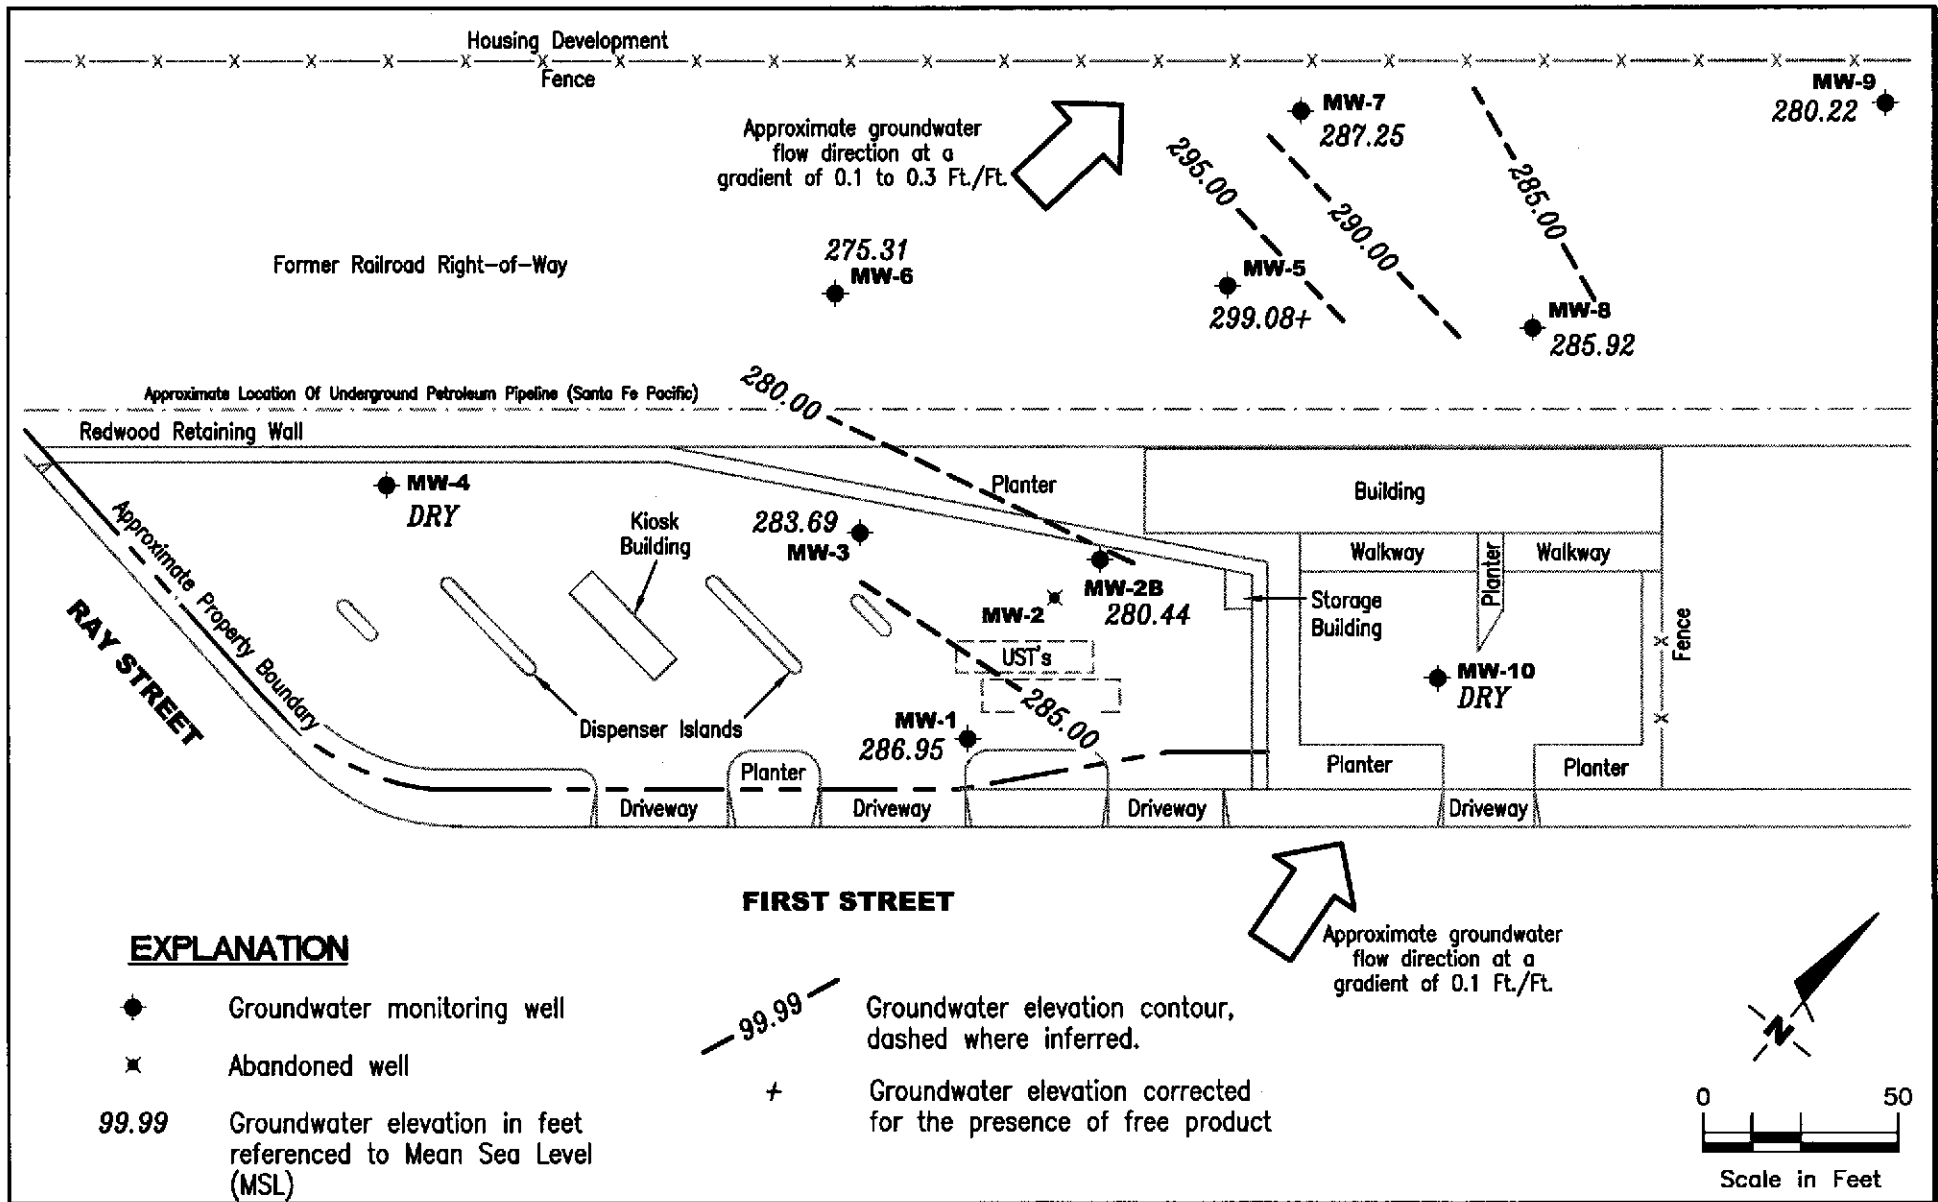 Housing Development
Fence
MW-9
280.22
MW-7
287.25
Approximate groundwater
flow direction at a
gradient of 0.1 to 0.3 Ft./Ft.
295.00
290.00
285.00
Former Railroad Right-of-Way
275.31
MW-6
MW-5
299.08+
MW-8
285.92
280.00
Approximate Location Of Underground Petroleum Pipeline (Santa Fe Pacific)
Redwood Retaining Wall
MW-4
DRY
Planter
Building
Kiosk
Building
283.69
MW-3
Walkway
Planter
Walkway
MW-2B
280.44
MW-2
Storage
Building
Fence
Approximate Property Boundary
RAY STREET
UST's
MW-10
DRY
285.00
Dispenser Islands
MW-1
286.95
Planter
Planter
Planter
Driveway
Driveway
Driveway
Driveway
FIRST STREET
Approximate groundwater
flow direction at a
gradient of 0.1 Ft./Ft.
EXPLANATION
Groundwater monitoring well
Abandoned well
99.99
Groundwater elevation in feet
referenced to Mean Sea Level
(MSL)
99.99
Groundwater elevation contour,
dashed where inferred.
+
Groundwater elevation corrected
for the presence of free product
N
0 50
Scale in Feet